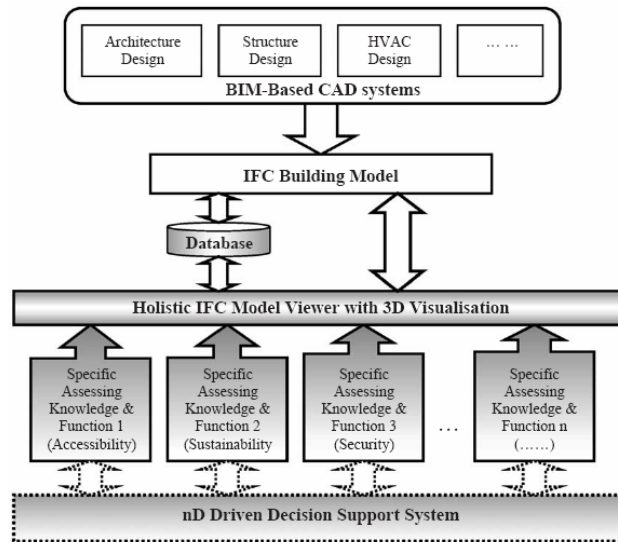 Architecture
Design
Structure
Design
HVAC
Design
... ...
BIM-Based CAD systems
IFC Building Model
Database
Holistic IFC Model Viewer with 3D Visualisation
Specific
Assessing
Knowledge &
Function 1
(Accessibility)
Specific
Assessing
Knowledge &
Function 2
(Sustainability
Specific
Assessing
Knowledge &
Function 3
(Security)
...
Specific
Assessing
Knowledge &
Function n
(......)
nD Driven Decision Support System